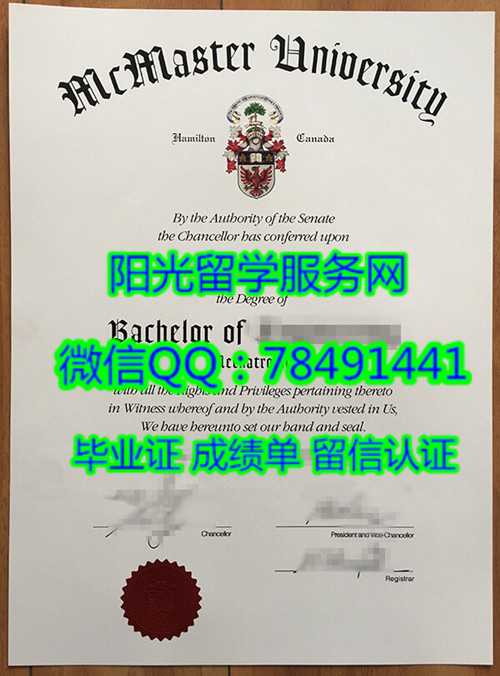 McMaster University
Hamilton Canada
By the Authority of the Senate
the Chancellor has conferred upon
阳光留学服务网
the Degree of
Bachelor of
微信QQ：78491441
with all the Rights and Privileges pertaining thereto
in Witness whereof and by the Authority vested in Us,
We have hereunto set our hand and seal.
毕业证 成绩单 留信认证
Chancellor
President and Vice-Chancellor
Registrar